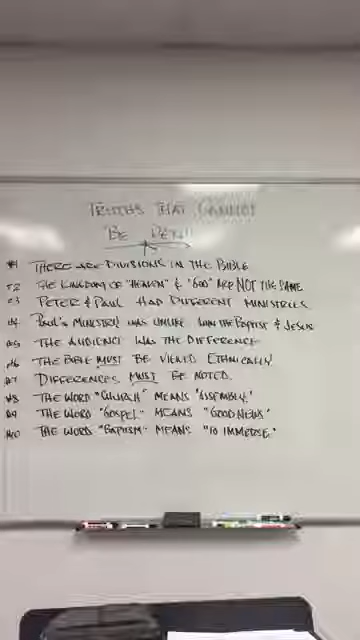 TRUTHS THAT CANNOT
BE
#1 THERE ARE DIVISIONS IN THE BIBLE
#2 THE KINGDOM OF "HEAVEN" & "GOD" ARE NOT THE SAME
#3 PETER & PAUL HAD DIFFERENT MINISTRIES
#4 PAUL'S MINISTRY WAS UNLIKE JOHN THE BAPTIST & JESUS
#5 THE AUDIENCE WAS THE DIFFERENCE
#6 THE BIBLE MUST BE VIEWED ETHNICALLY
#7 DIFFERENCES MUST BE NOTED.
#8 THE WORD "CHURCH" MEANS "ASSEMBLY."
#9 THE WORD "GOSPEL" MEANS "GOOD NEWS"
#10 THE WORD "BAPTISM" MEANS "TO IMMERSE."